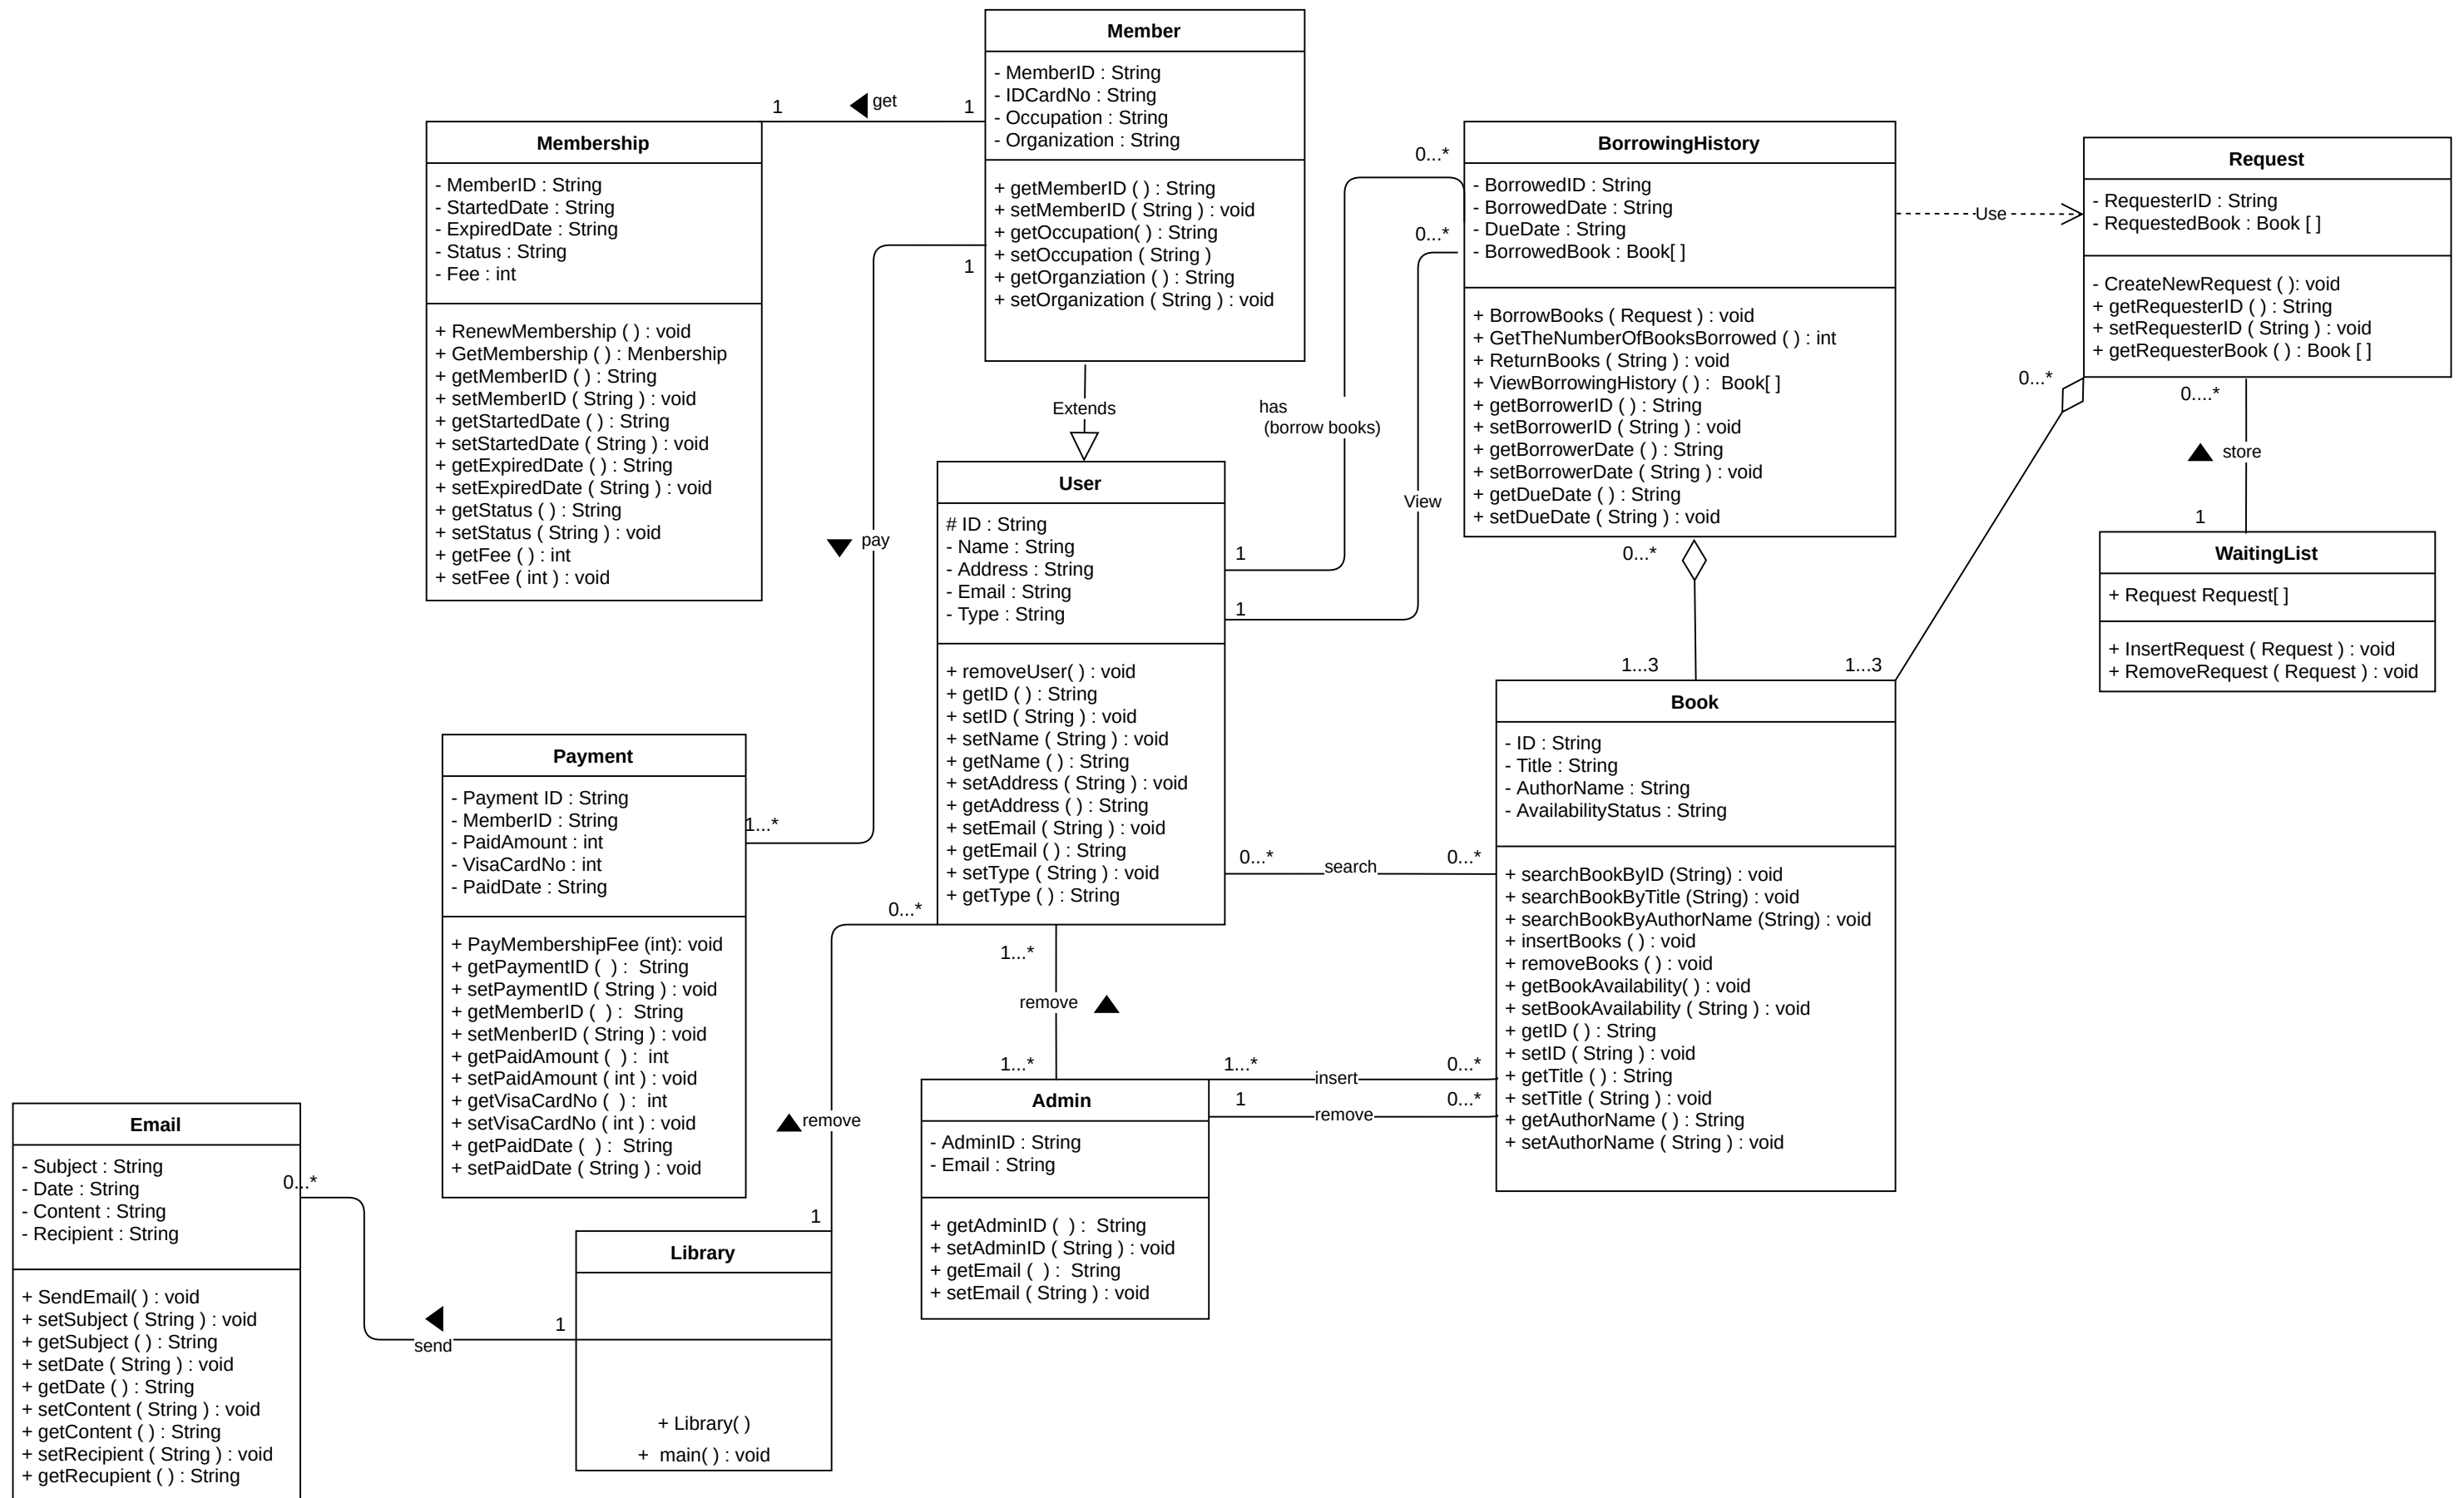 Member
- MemberID : String
- IDCardNo : String
- Occupation : String
- Organization : String
+ getMemberID ( ) : String
+ setMemberID ( String ) : void
+ getOccupation( ) : String
+ setOccupation ( String )
+ getOrganziation ( ) : String
+ setOrganization ( String ) : void
1
get
1
Membership
- MemberID : String
- StartedDate : String
- ExpiredDate : String
- Status : String
- Fee : int
+ RenewMembership ( ) : void
+ GetMembership ( ) : Menbership
+ getMemberID ( ) : String
+ setMemberID ( String ) : void
+ getStartedDate ( ) : String
+ setStartedDate ( String ) : void
+ getExpiredDate ( ) : String
+ setExpiredDate ( String ) : void
+ getStatus ( ) : String
+ setStatus ( String ) : void
+ getFee ( ) : int
+ setFee ( int ) : void
1
pay
1...*
Extends
0...*
has
(borrow books)
1
0...*
View
1
BorrowingHistory
- BorrowedID : String
- BorrowedDate : String
- DueDate : String
- BorrowedBook : Book[ ]
+ BorrowBooks ( Request ) : void
+ GetTheNumberOfBooksBorrowed ( ) : int
+ ReturnBooks ( String ) : void
+ ViewBorrowingHistory ( ) :  Book[ ]
+ getBorrowerID ( ) : String
+ setBorrowerID ( String ) : void
+ getBorrowerDate ( ) : String
+ setBorrowerDate ( String ) : void
+ getDueDate ( ) : String
+ setDueDate ( String ) : void
Use
Request
- RequesterID : String
- RequestedBook : Book [ ]
- CreateNewRequest ( ): void
+ getRequesterID ( ) : String
+ setRequesterID ( String ) : void
+ getRequesterBook ( ) : Book [ ]
0...*
0....*
store
1
WaitingList
+ Request Request[ ]
+ InsertRequest ( Request ) : void
+ RemoveRequest ( Request ) : void
User
# ID : String
- Name : String
- Address : String
- Email : String
- Type : String
+ removeUser( ) : void
+ getID ( ) : String
+ setID ( String ) : void
+ setName ( String ) : void
+ getName ( ) : String
+ setAddress ( String ) : void
+ getAddress ( ) : String
+ setEmail ( String ) : void
+ getEmail ( ) : String
+ setType ( String ) : void
+ getType ( ) : String
0...*
1...3
1...3
Book
- ID : String
- Title : String
- AuthorName : String
- AvailabilityStatus : String
+ searchBookByID (String) : void
+ searchBookByTitle (String) : void
+ searchBookByAuthorName (String) : void
+ insertBooks ( ) : void
+ removeBooks ( ) : void
+ getBookAvailability( ) : void
+ setBookAvailability ( String ) : void
+ getID ( ) : String
+ setID ( String ) : void
+ getTitle ( ) : String
+ setTitle ( String ) : void
+ getAuthorName ( ) : String
+ setAuthorName ( String ) : void
0...*
search
0...*
Payment
- Payment ID : String
- MemberID : String
- PaidAmount : int
- VisaCardNo : int
- PaidDate : String
+ PayMembershipFee (int): void
+ getPaymentID (  ) :  String
+ setPaymentID ( String ) : void
+ getMemberID (  ) :  String
+ setMenberID ( String ) : void
+ getPaidAmount (  ) :  int
+ setPaidAmount ( int ) : void
+ getVisaCardNo (  ) :  int
+ setVisaCardNo ( int ) : void
+ getPaidDate (  ) :  String
+ setPaidDate ( String ) : void
0...*
remove
1
1...*
remove
1...*
1...*
insert
0...*
1
remove
0...*
Admin
- AdminID : String
- Email : String
+ getAdminID (  ) :  String
+ setAdminID ( String ) : void
+ getEmail (  ) :  String
+ setEmail ( String ) : void
Email
- Subject : String
- Date : String
- Content : String
- Recipient : String
+ SendEmail( ) : void
+ setSubject ( String ) : void
+ getSubject ( ) : String
+ setDate ( String ) : void
+ getDate ( ) : String
+ setContent ( String ) : void
+ getContent ( ) : String
+ setRecipient ( String ) : void
+ getRecupient ( ) : String
0...*
send
1
Library
+ Library( )
+  main( ) : void